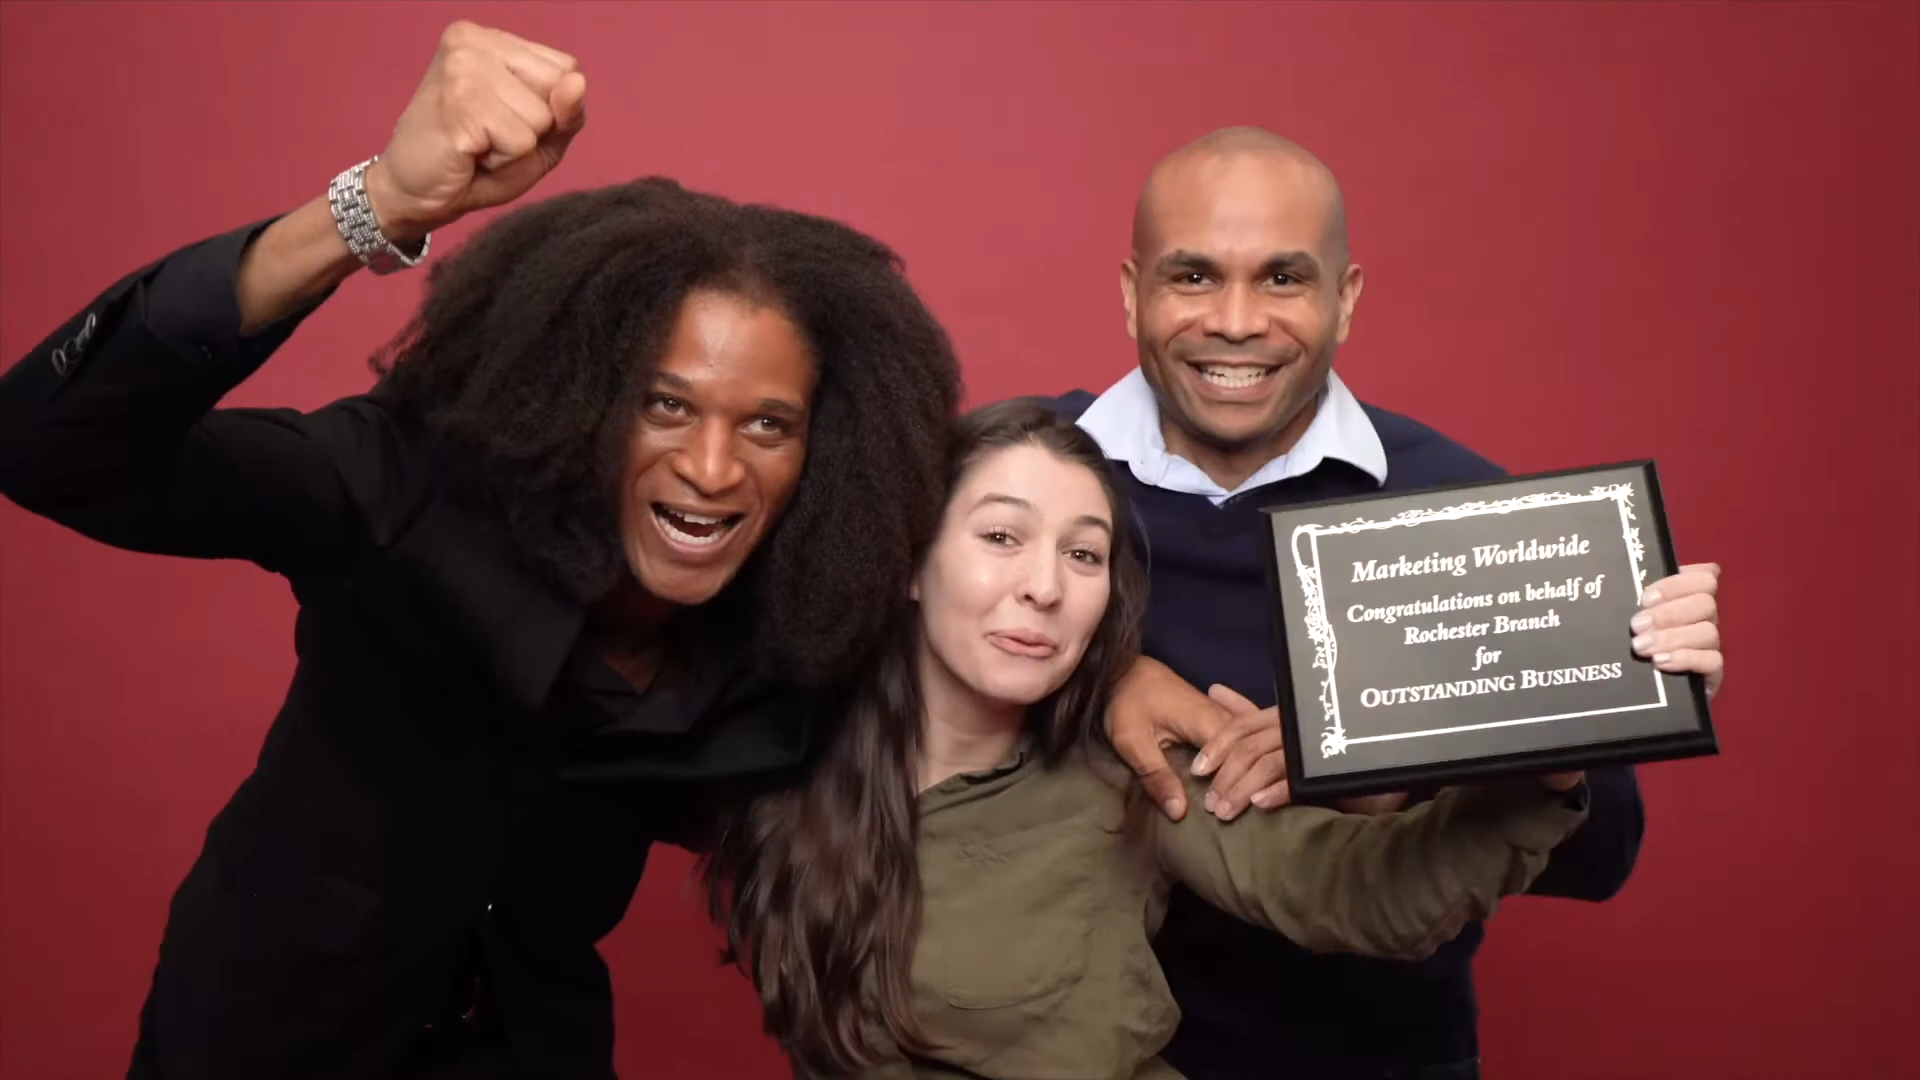 Marketing Worldwide
Congratulations on behalf of
Rochester Branch
for
OUTSTANDING BUSINESS